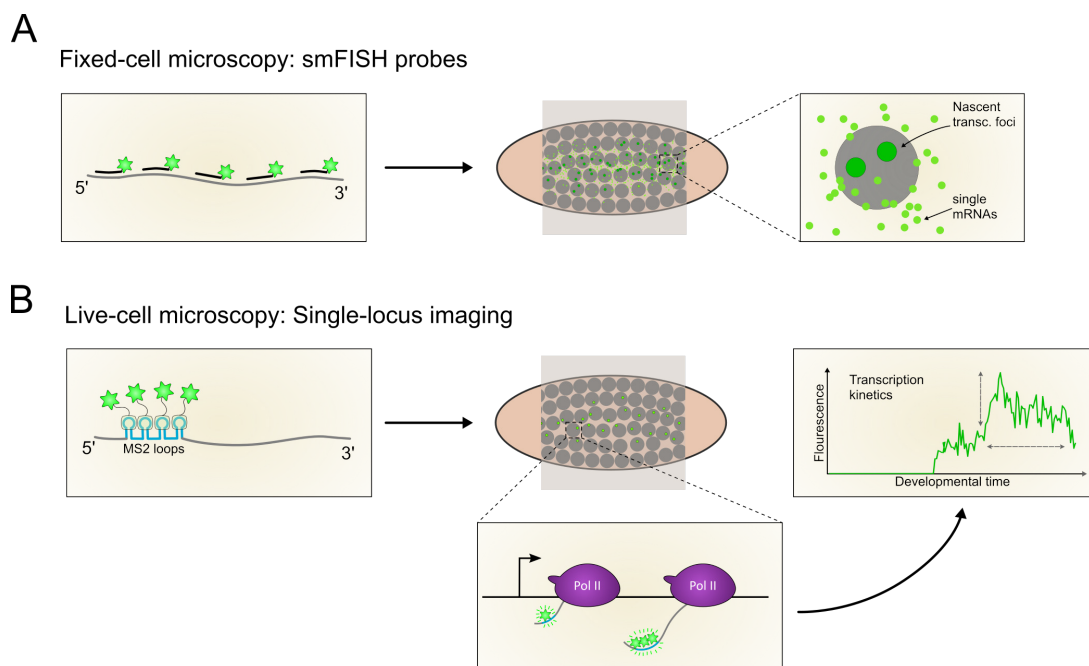 A
Fixed-cell microscopy: smFISH probes
5'
3'
Nascent
transc. foci
single
mRNAs
B
Live-cell microscopy: Single-locus imaging
5'
MS2 loops
3'
Transcription
kinetics
Flourescence
Developmental time
Pol II
Pol II